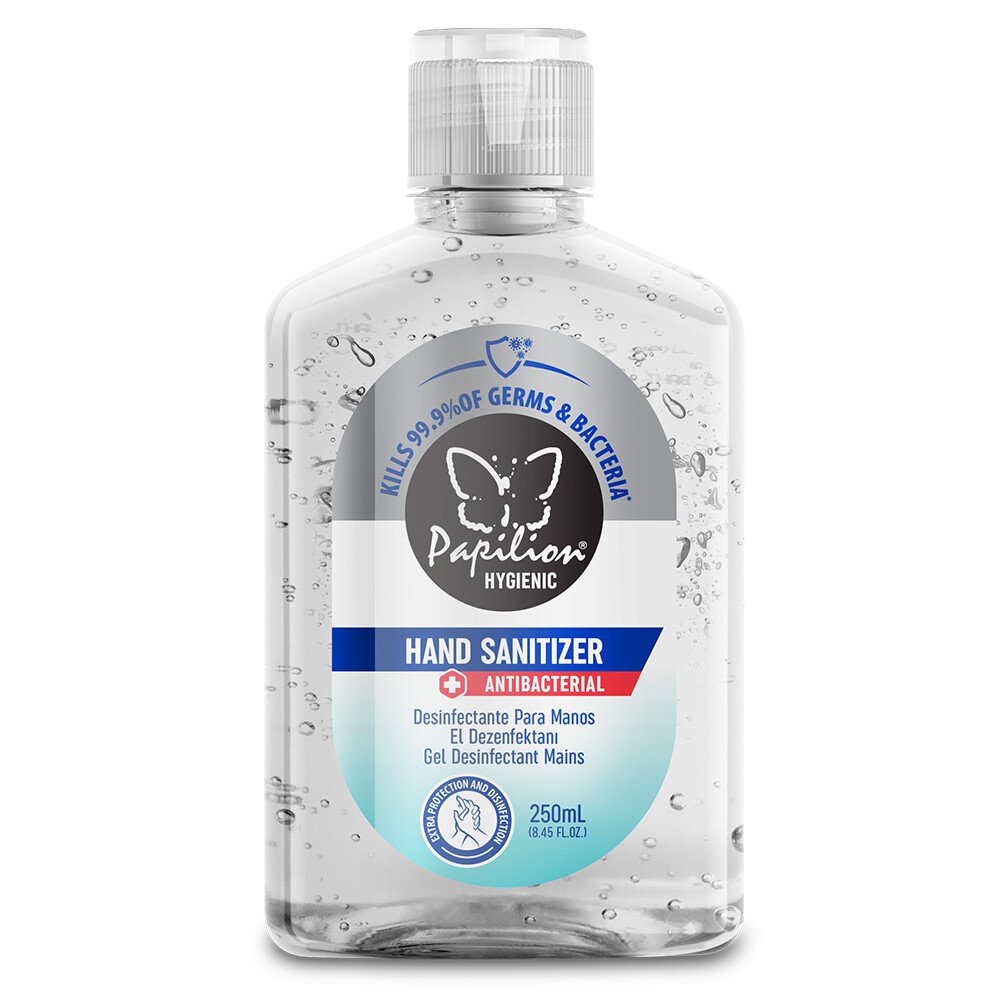 KILLS 99.9%OF GERMS & BACTERIA*
Papilion®
HYGIENIC
HAND SANITIZER
ANTIBACTERIAL
Desinfectante Para Manos
El Dezenfektanı
Gel Desinfectant Mains
EXTRA PROTECTION AND DISINFECTION
250mL
(8.45 FL.OZ.)